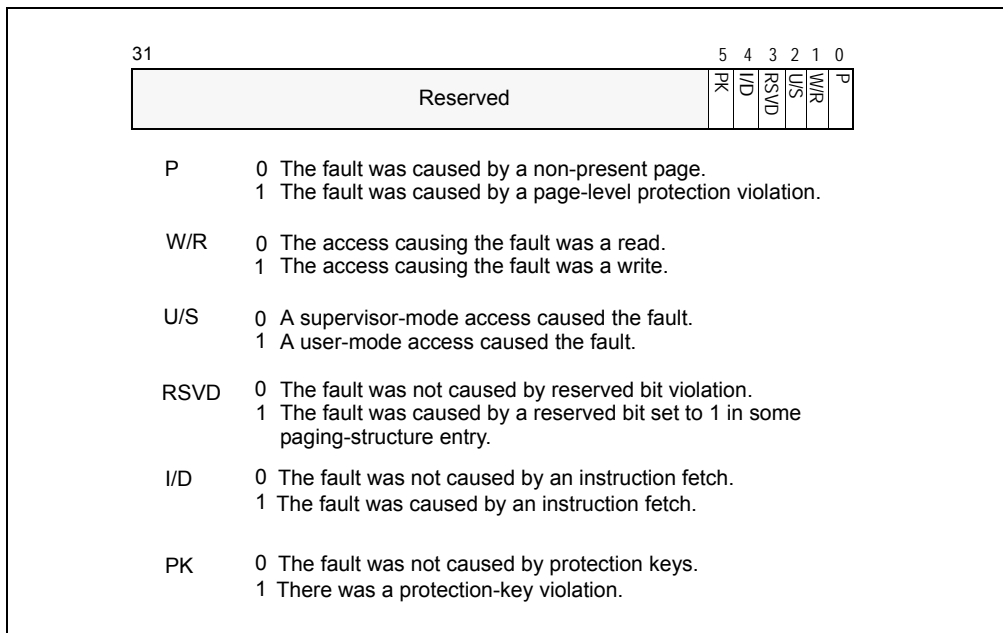 31 5 4 3 2 1 0
Reserved PK I/D RSVD U/S W/R P
P 0 The fault was caused by a non-present page.
1 The fault was caused by a page-level protection violation.
W/R 0 The access causing the fault was a read.
1 The access causing the fault was a write.
U/S 0 A supervisor-mode access caused the fault.
1 A user-mode access caused the fault.
RSVD 0 The fault was not caused by reserved bit violation.
1 The fault was caused by a reserved bit set to 1 in some
paging-structure entry.
I/D 0 The fault was not caused by an instruction fetch.
1 The fault was caused by an instruction fetch.
PK 0 The fault was not caused by protection keys.
1 There was a protection-key violation.